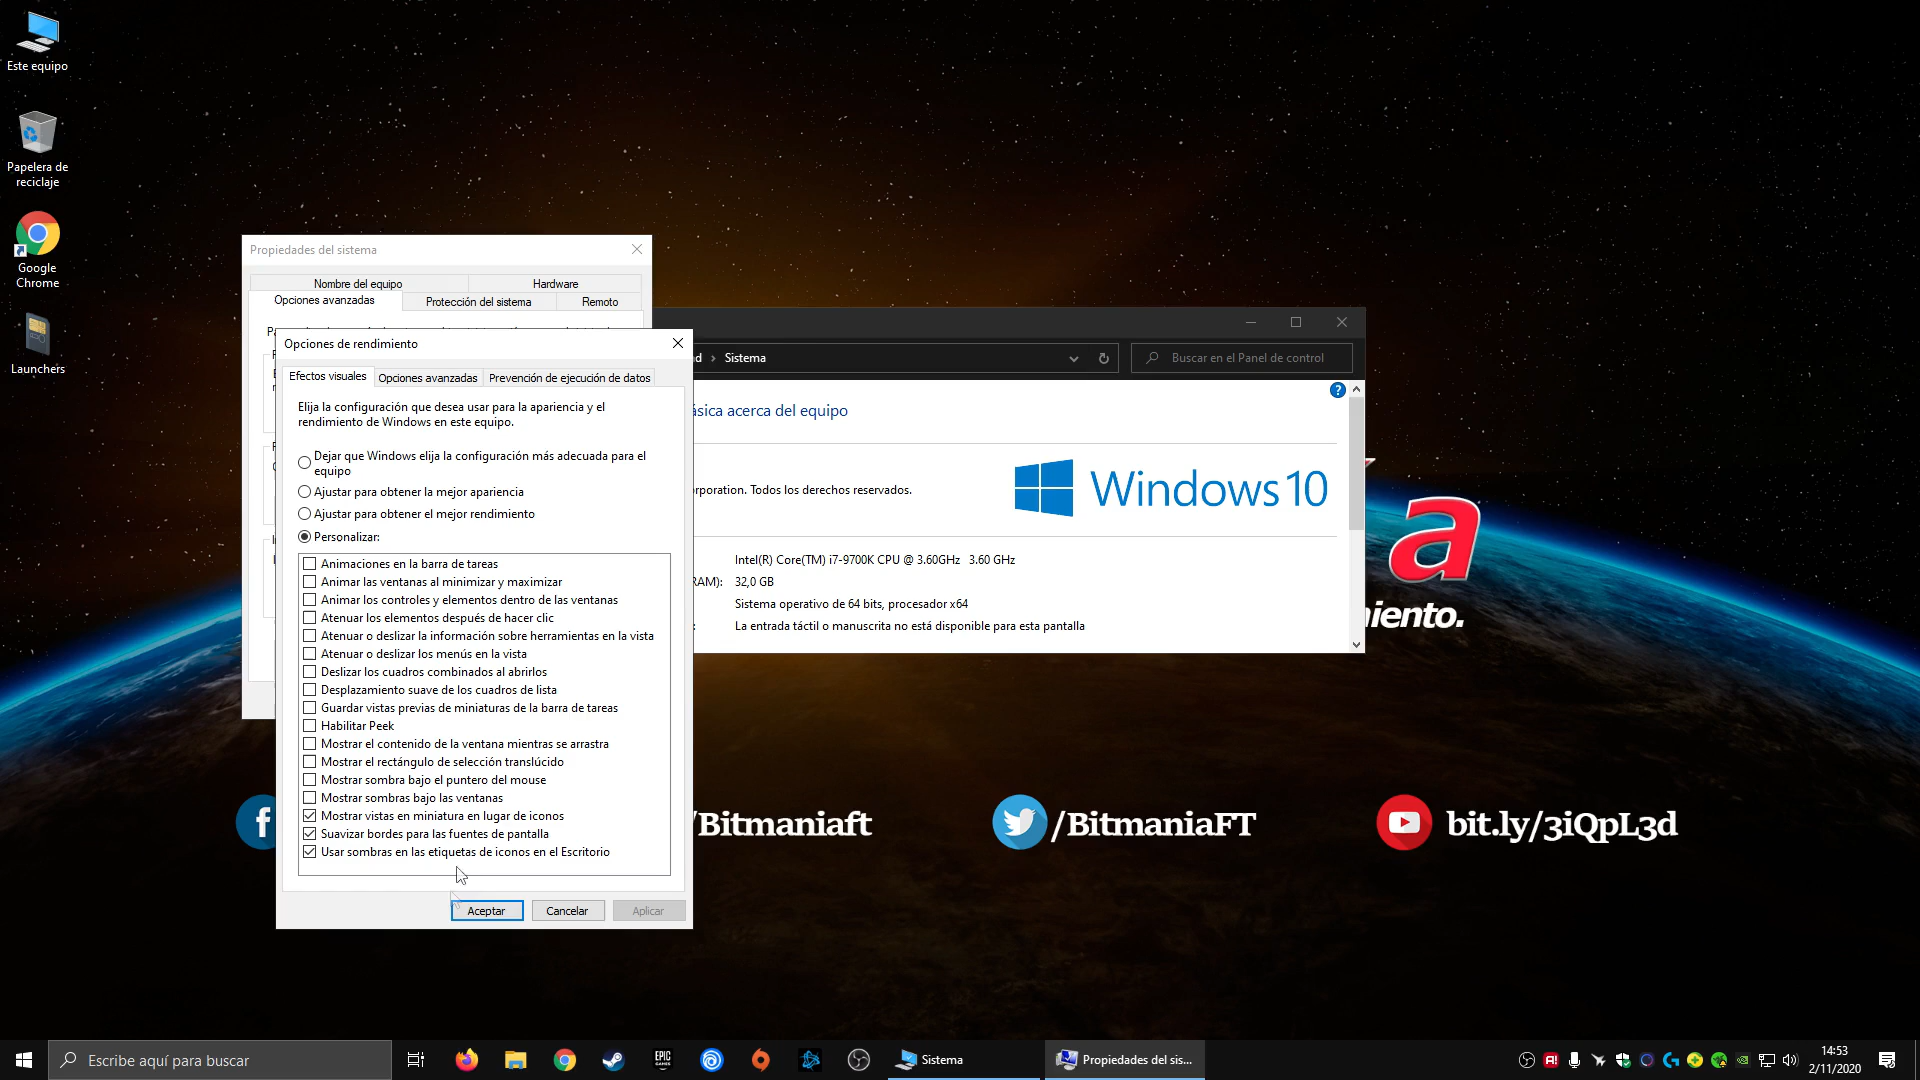 Este equipo
Papelera de
reciclaje
Google
Chrome
Launchers
Propiedades del sistema
Nombre del equipo
Hardware
Opciones avanzadas
Protección del sistema
Remoto
Opciones de rendimiento
Efectos visuales
Opciones avanzadas
Prevención de ejecución de datos
Elija la configuración que desea usar para la apariencia y el
rendimiento de Windows en este equipo.
Dejar que Windows elija la configuración más adecuada para el
equipo
Ajustar para obtener la mejor apariencia
Ajustar para obtener el mejor rendimiento
Personalizar:
Animaciones en la barra de tareas
Animar las ventanas al minimizar y maximizar
Animar los controles y elementos dentro de las ventanas
Atenuar los elementos después de hacer clic
Atenuar o deslizar la información sobre herramientas en la vista
Atenuar o deslizar los menús en la vista
Deslizar los cuadros combinados al abrirlos
Desplazamiento suave de los cuadros de lista
Guardar vistas previas de miniaturas de la barra de tareas
Habilitar Peek
Mostrar el contenido de la ventana mientras se arrastra
Mostrar el rectángulo de selección translúcido
Mostrar sombra bajo el puntero del mouse
Mostrar sombras bajo las ventanas
Mostrar vistas en miniatura en lugar de iconos
Suavizar bordes para las fuentes de pantalla
Usar sombras en las etiquetas de iconos en el Escritorio
Aceptar
Cancelar
Aplicar
d › Sistema
Buscar en el Panel de control
ásica acerca del equipo
rporation. Todos los derechos reservados.
Windows 10
Intel(R) Core(TM) i7-9700K CPU @ 3.60GHz 3.60 GHz
RAM): 32,0 GB
Sistema operativo de 64 bits, procesador x64
: La entrada táctil o manuscrita no está disponible para esta pantalla
a
iento.
/Bitmaniaft
/BitmaniaFT
bit.ly/3iQpL3d
Escribe aquí para buscar
EPIC
GAMES
Sistema
Propiedades del sis...
14:53
2/11/2020